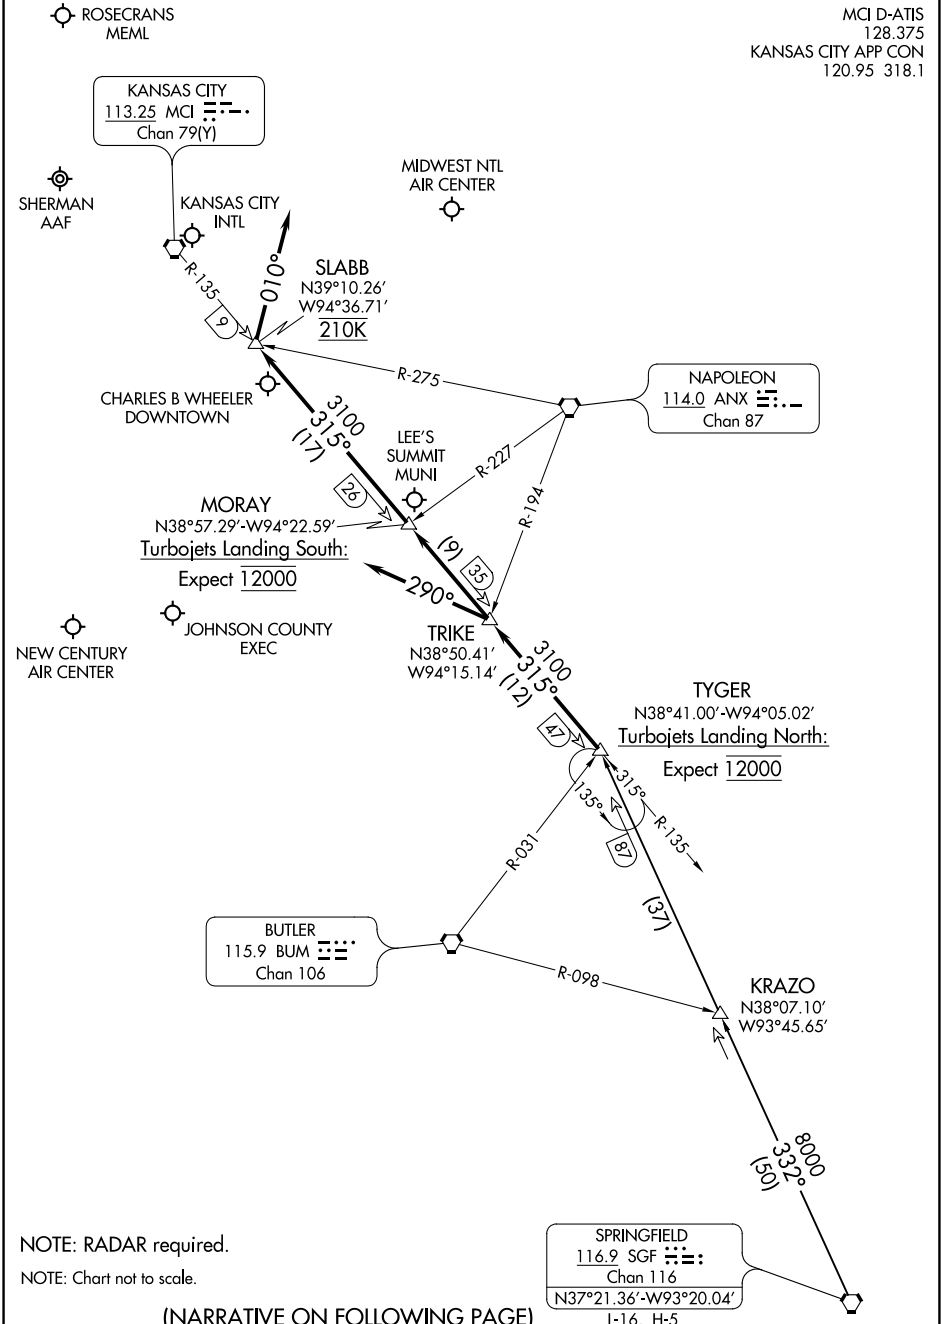 ROSECRANS
MEML
MCI D-ATIS
128.375
KANSAS CITY APP CON
120.95 318.1
KANSAS CITY
113.25 MCI
Chan 79(Y)
SHERMAN
AAF
KANSAS CITY
INTL
MIDWEST NTL
AIR CENTER
R-135
9
010°
SLABB
N39°10.26’
W94°36.71’
210K
CHARLES B WHEELER
DOWNTOWN
R-275
NAPOLEON
114.0 ANX
Chan 87
3100
315°
(17)
LEE’S
SUMMIT
MUNI
R-227
R-194
26
MORAY
N38°57.29’-W94°22.59’
Turbojets Landing South:
Expect 12000
(9)
35
290°
NEW CENTURY
AIR CENTER
JOHNSON COUNTY
EXEC
TRIKE
N38°50.41’
W94°15.14’
3100
315°
(12)
TYGER
N38°41.00’-W94°05.02’
Turbojets Landing North:
Expect 12000
47
135°
315°
R-135
87
R-031
(37)
BUTLER
115.9 BUM
Chan 106
R-098
KRAZO
N38°07.10’
W93°45.65’
8000
332°
(50)
NOTE: RADAR required.
NOTE: Chart not to scale.
SPRINGFIELD
116.9 SGF
Chan 116
N37°21.36’-W93°20.04’
L-16, H-5
(NARRATIVE ON FOLLOWING PAGE)